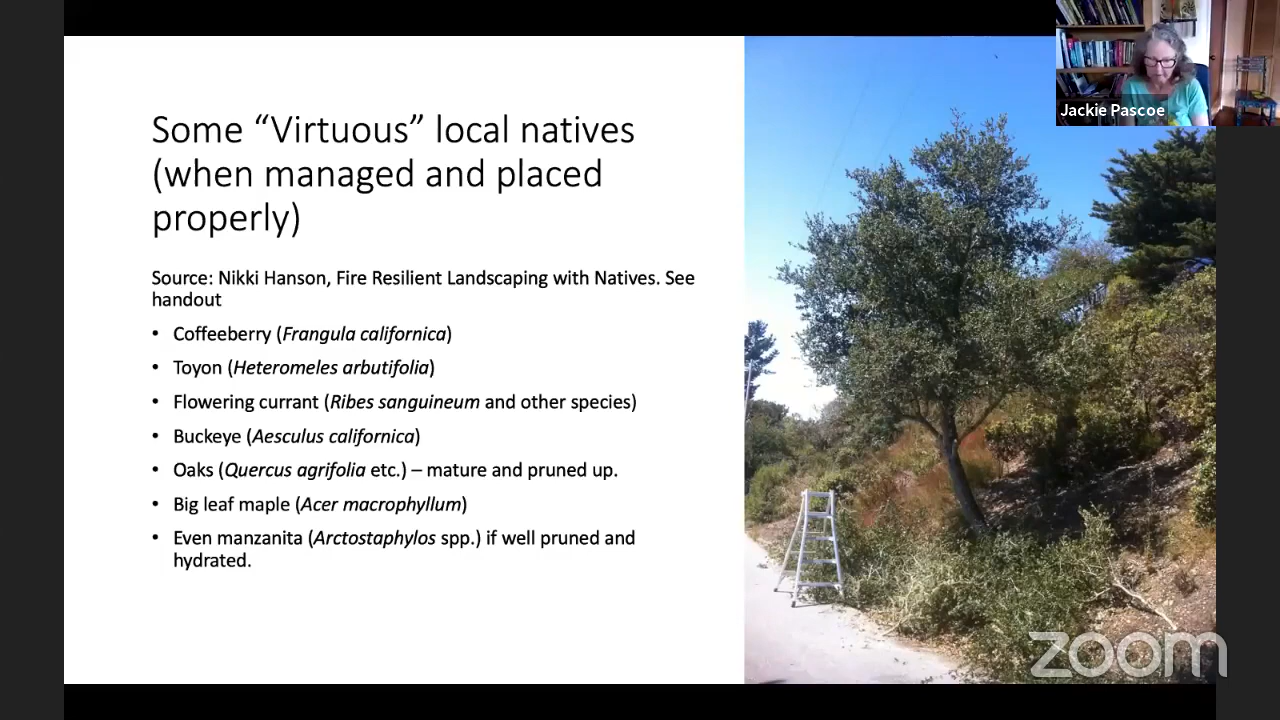 Jackie Pascoe
Some “Virtuous” local natives
(when managed and placed
properly)
Source: Nikki Hanson, Fire Resilient Landscaping with Natives. See
handout
• Coffeeberry (Frangula californica)
• Toyon (Heteromeles arbutifolia)
• Flowering currant (Ribes sanguineum and other species)
• Buckeye (Aesculus californica)
• Oaks (Quercus agrifolia etc.) – mature and pruned up.
• Big leaf maple (Acer macrophyllum)
• Even manzanita (Arctostaphylos spp.) if well pruned and
hydrated.
zoom